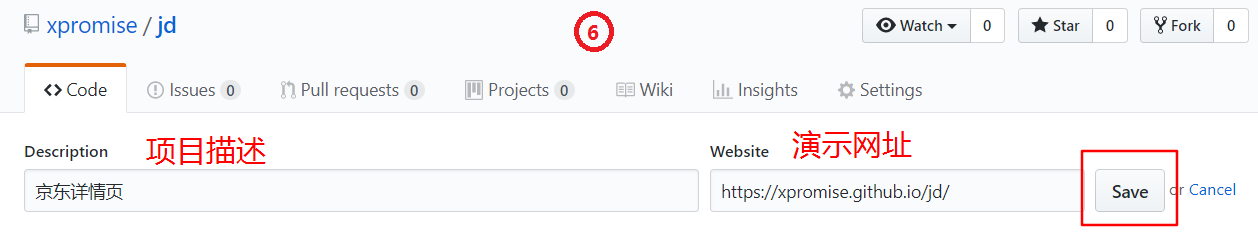 xpromise / jd
6
Watch 0
Star 0
Fork 0
Code
Issues 0
Pull requests 0
Projects 0
Wiki
Insights
Settings
Description 项目描述
Website 演示网址
京东详情页
https://xpromise.github.io/jd/
Save
or Cancel